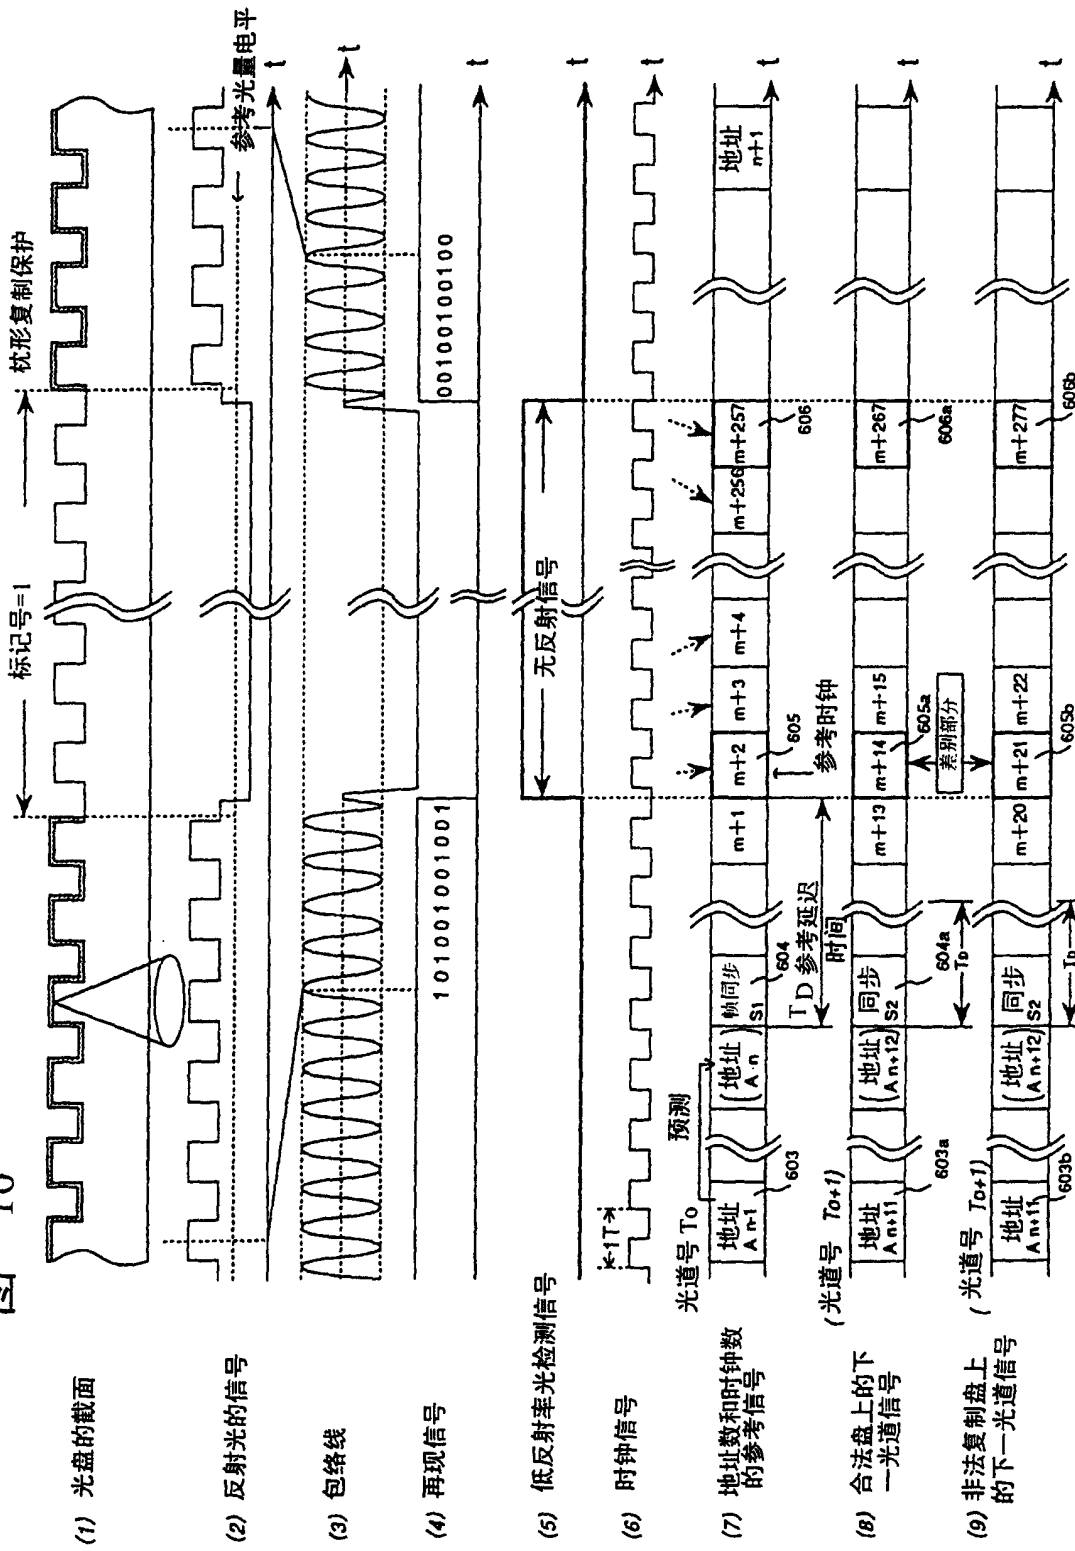 图 16
枕形复制保护
标记号=1
(1) 光盘的截面
(2) 反射光的信号
参考光量电平
t
(3) 包络线
t
(4) 再现信号
101001001001
00100100100
t
(5) 低反射率光检测信号
无反射信号
t
(6) 时钟信号
1T
t
(7) 地址数和时钟数
的参考信号
光道号 To
预测
地址
An-1
603
(地址
A·n)
帧同步
S1
604
TD 参考延迟
时间
m+1
m+2
605
参考时钟
m+3
m+4
m+256
m+257
606
地址
n+1
t
(8) 合法盘上的下
一光道信号
(光道号 To+1)
地址
An+11
603a
(地址
An+12)
同步
S2
604a
TD
m+13
m+14
605a
m+15
m+267
606a
t
差别部分
(9) 非法复制盘上
的下一光道信号
(光道号 To+1)
地址
An+11
603b
(地址
An+12)
同步
S2
TD
m+20
m+21
605b
m+22
m+277
606b
t